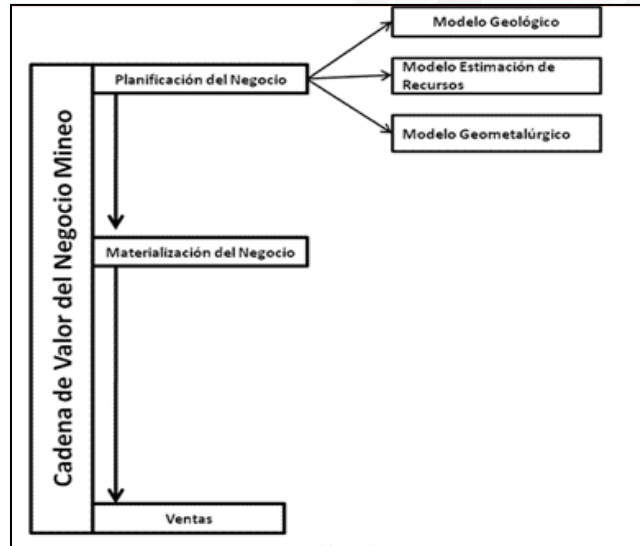 Modelo Geológico
Planificación del Negocio
Modelo Estimación de
Recursos
Modelo Geometalúrgico
Cadena de Valor del Negocio Mineo
Materialización del Negocio
Ventas